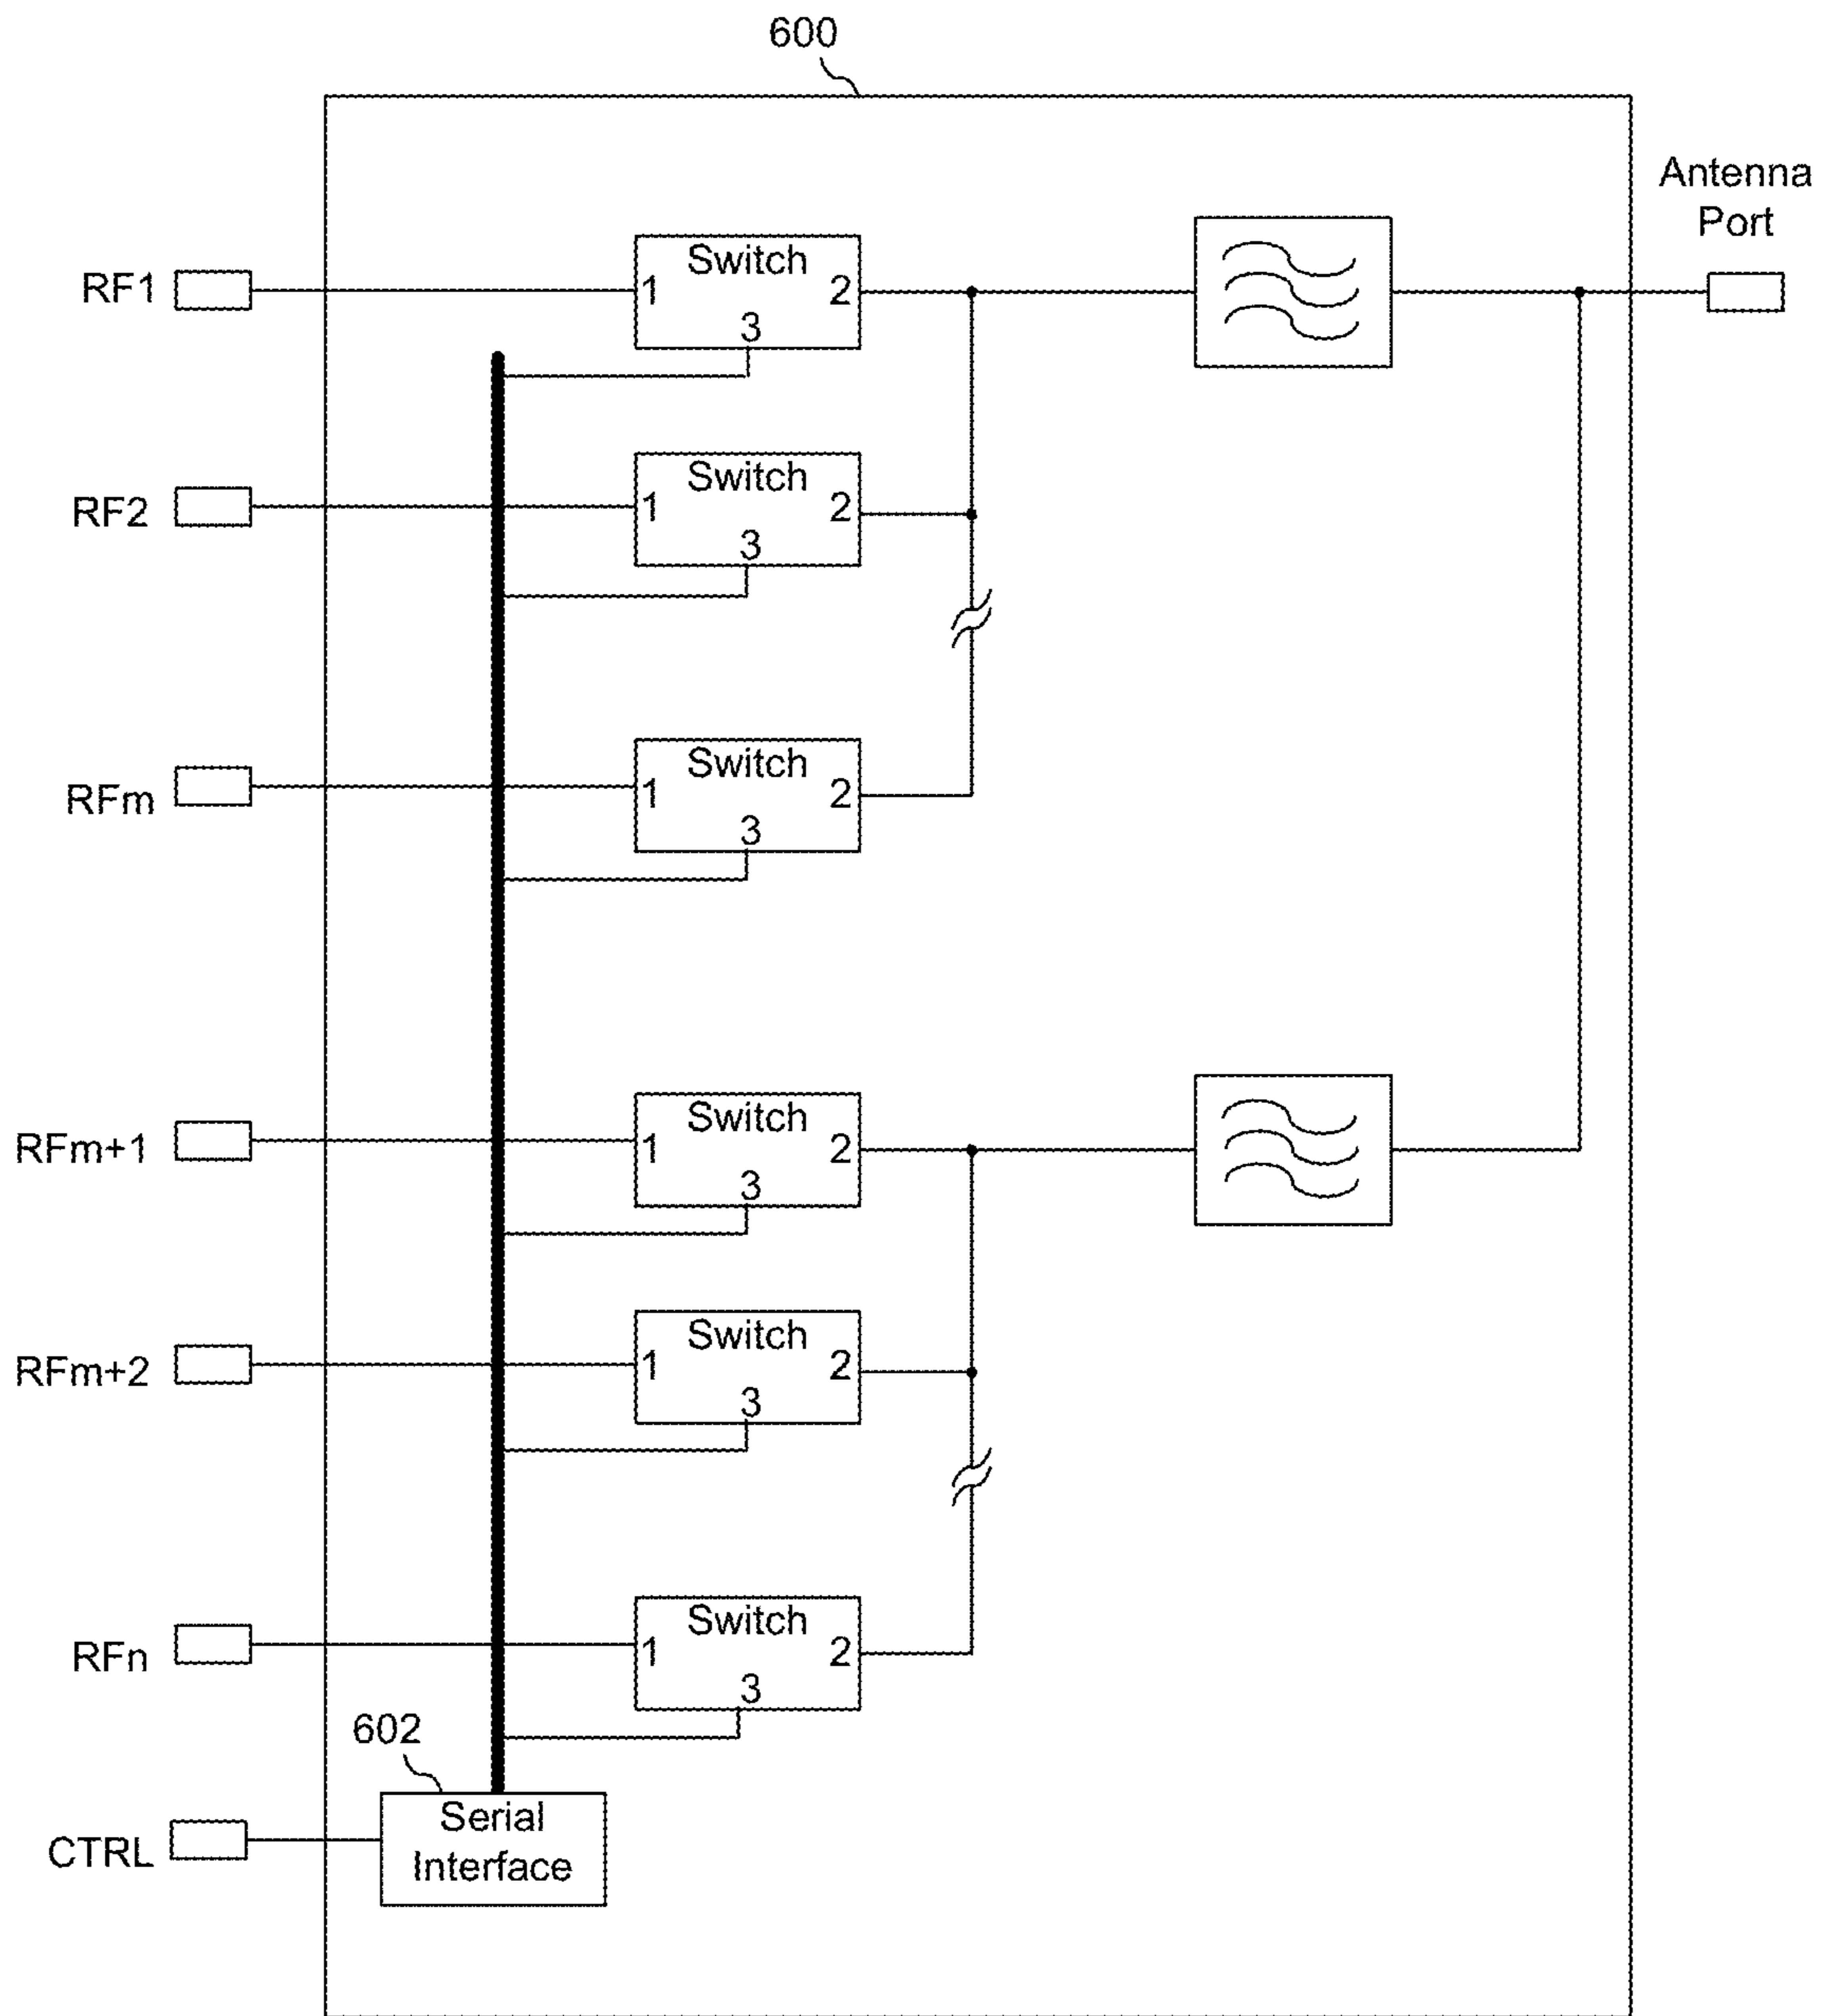 600
Antenna
Port
RF1
Switch
1
2
3
RF2
Switch
1
2
3
RFm
Switch
1
2
3
RFm+1
Switch
1
2
3
RFm+2
Switch
1
2
3
RFn
Switch
1
2
3
602
CTRL
Serial
Interface